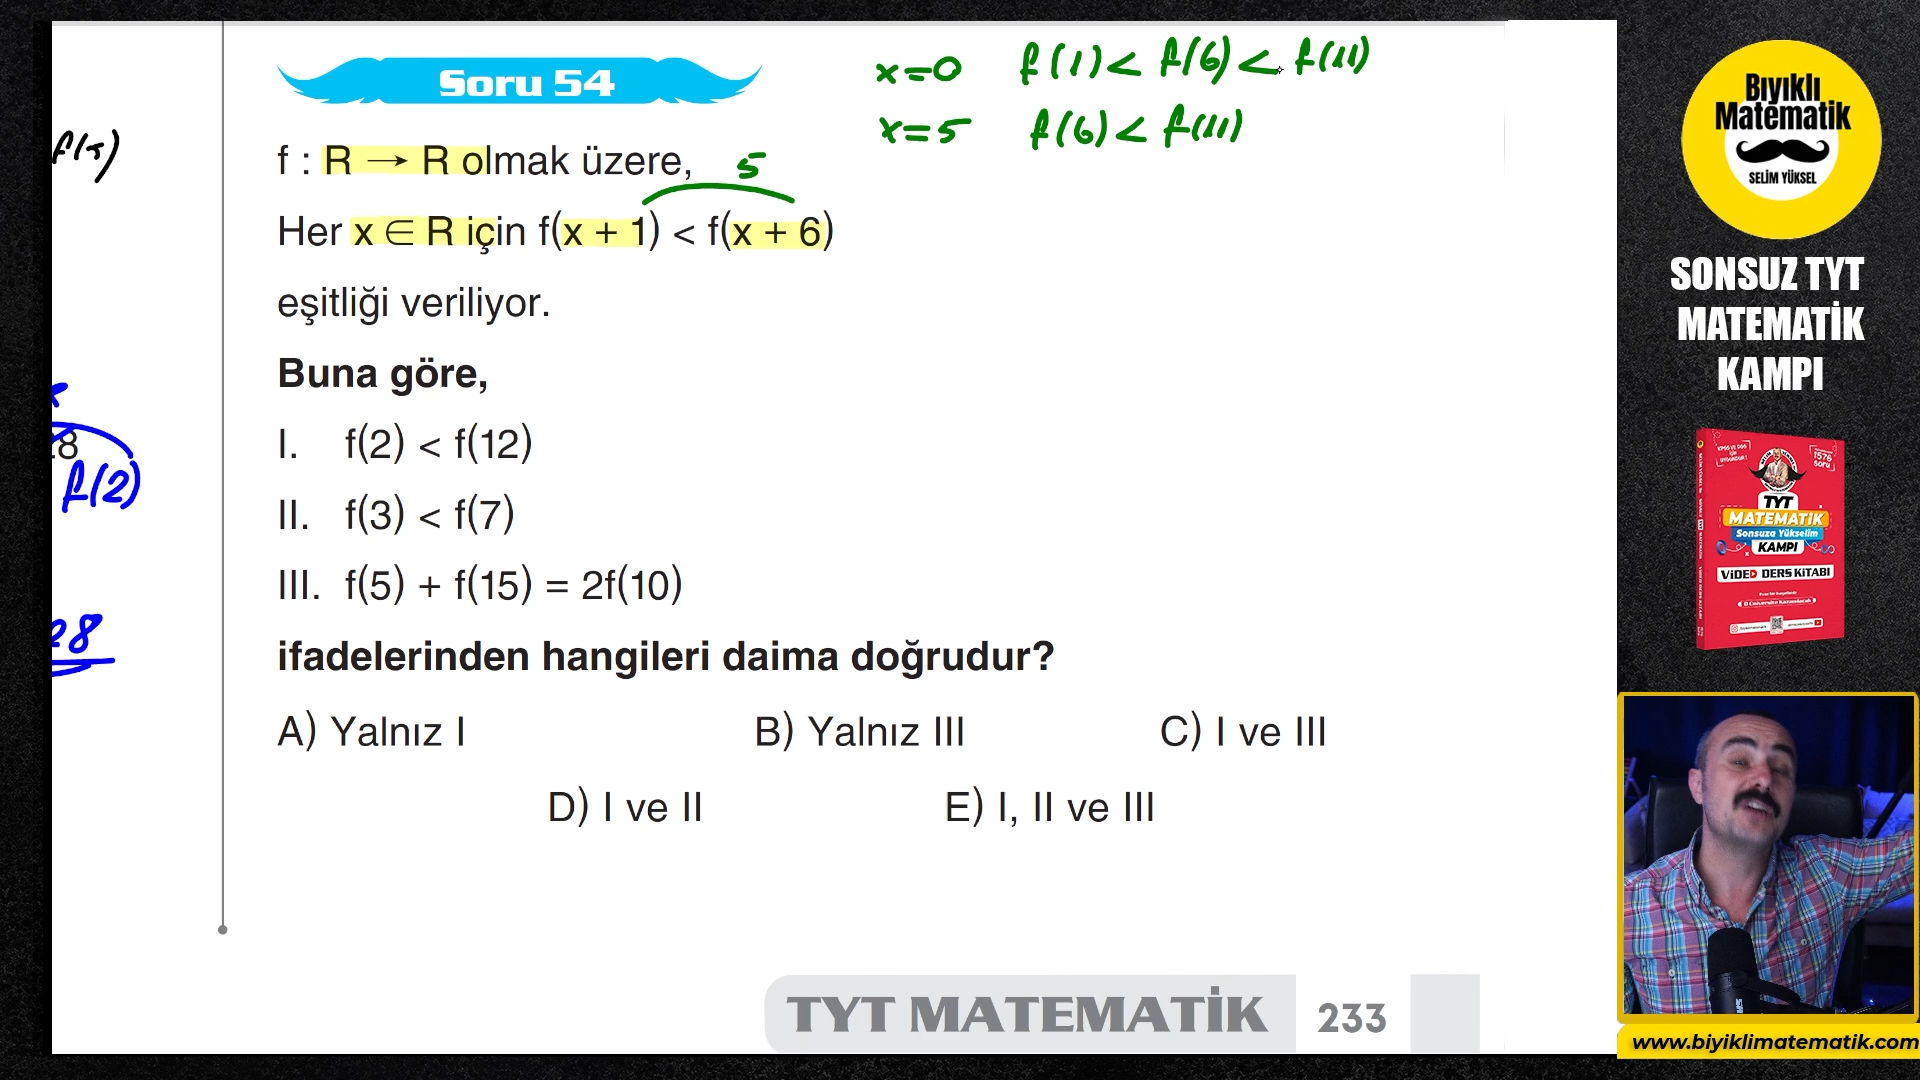 Soru 54
x=0 f(1)< f(6)< f(11)
x=5 f(6)< f(11)
f : R → R olmak üzere,
5
Her x ∈ R için f(x + 1) < f(x + 6)
eşitliği veriliyor.
Buna göre,
I. f(2) < f(12)
II. f(3) < f(7)
III. f(5) + f(15) = 2f(10)
ifadelerinden hangileri daima doğrudur?
A) Yalnız I B) Yalnız III C) I ve III
D) I ve II E) I, II ve III
TYT MATEMATİK 233
8
f(2)
28
Bıyıklı
Matematik
SELİM YÜKSEL
SONSUZ TYT
MATEMATİK
KAMPI
TYT
MATEMATİK
Sonsuza Yükselim
KAMPI
VİDEO DERS KİTABI
www.biyiklimatematik.com